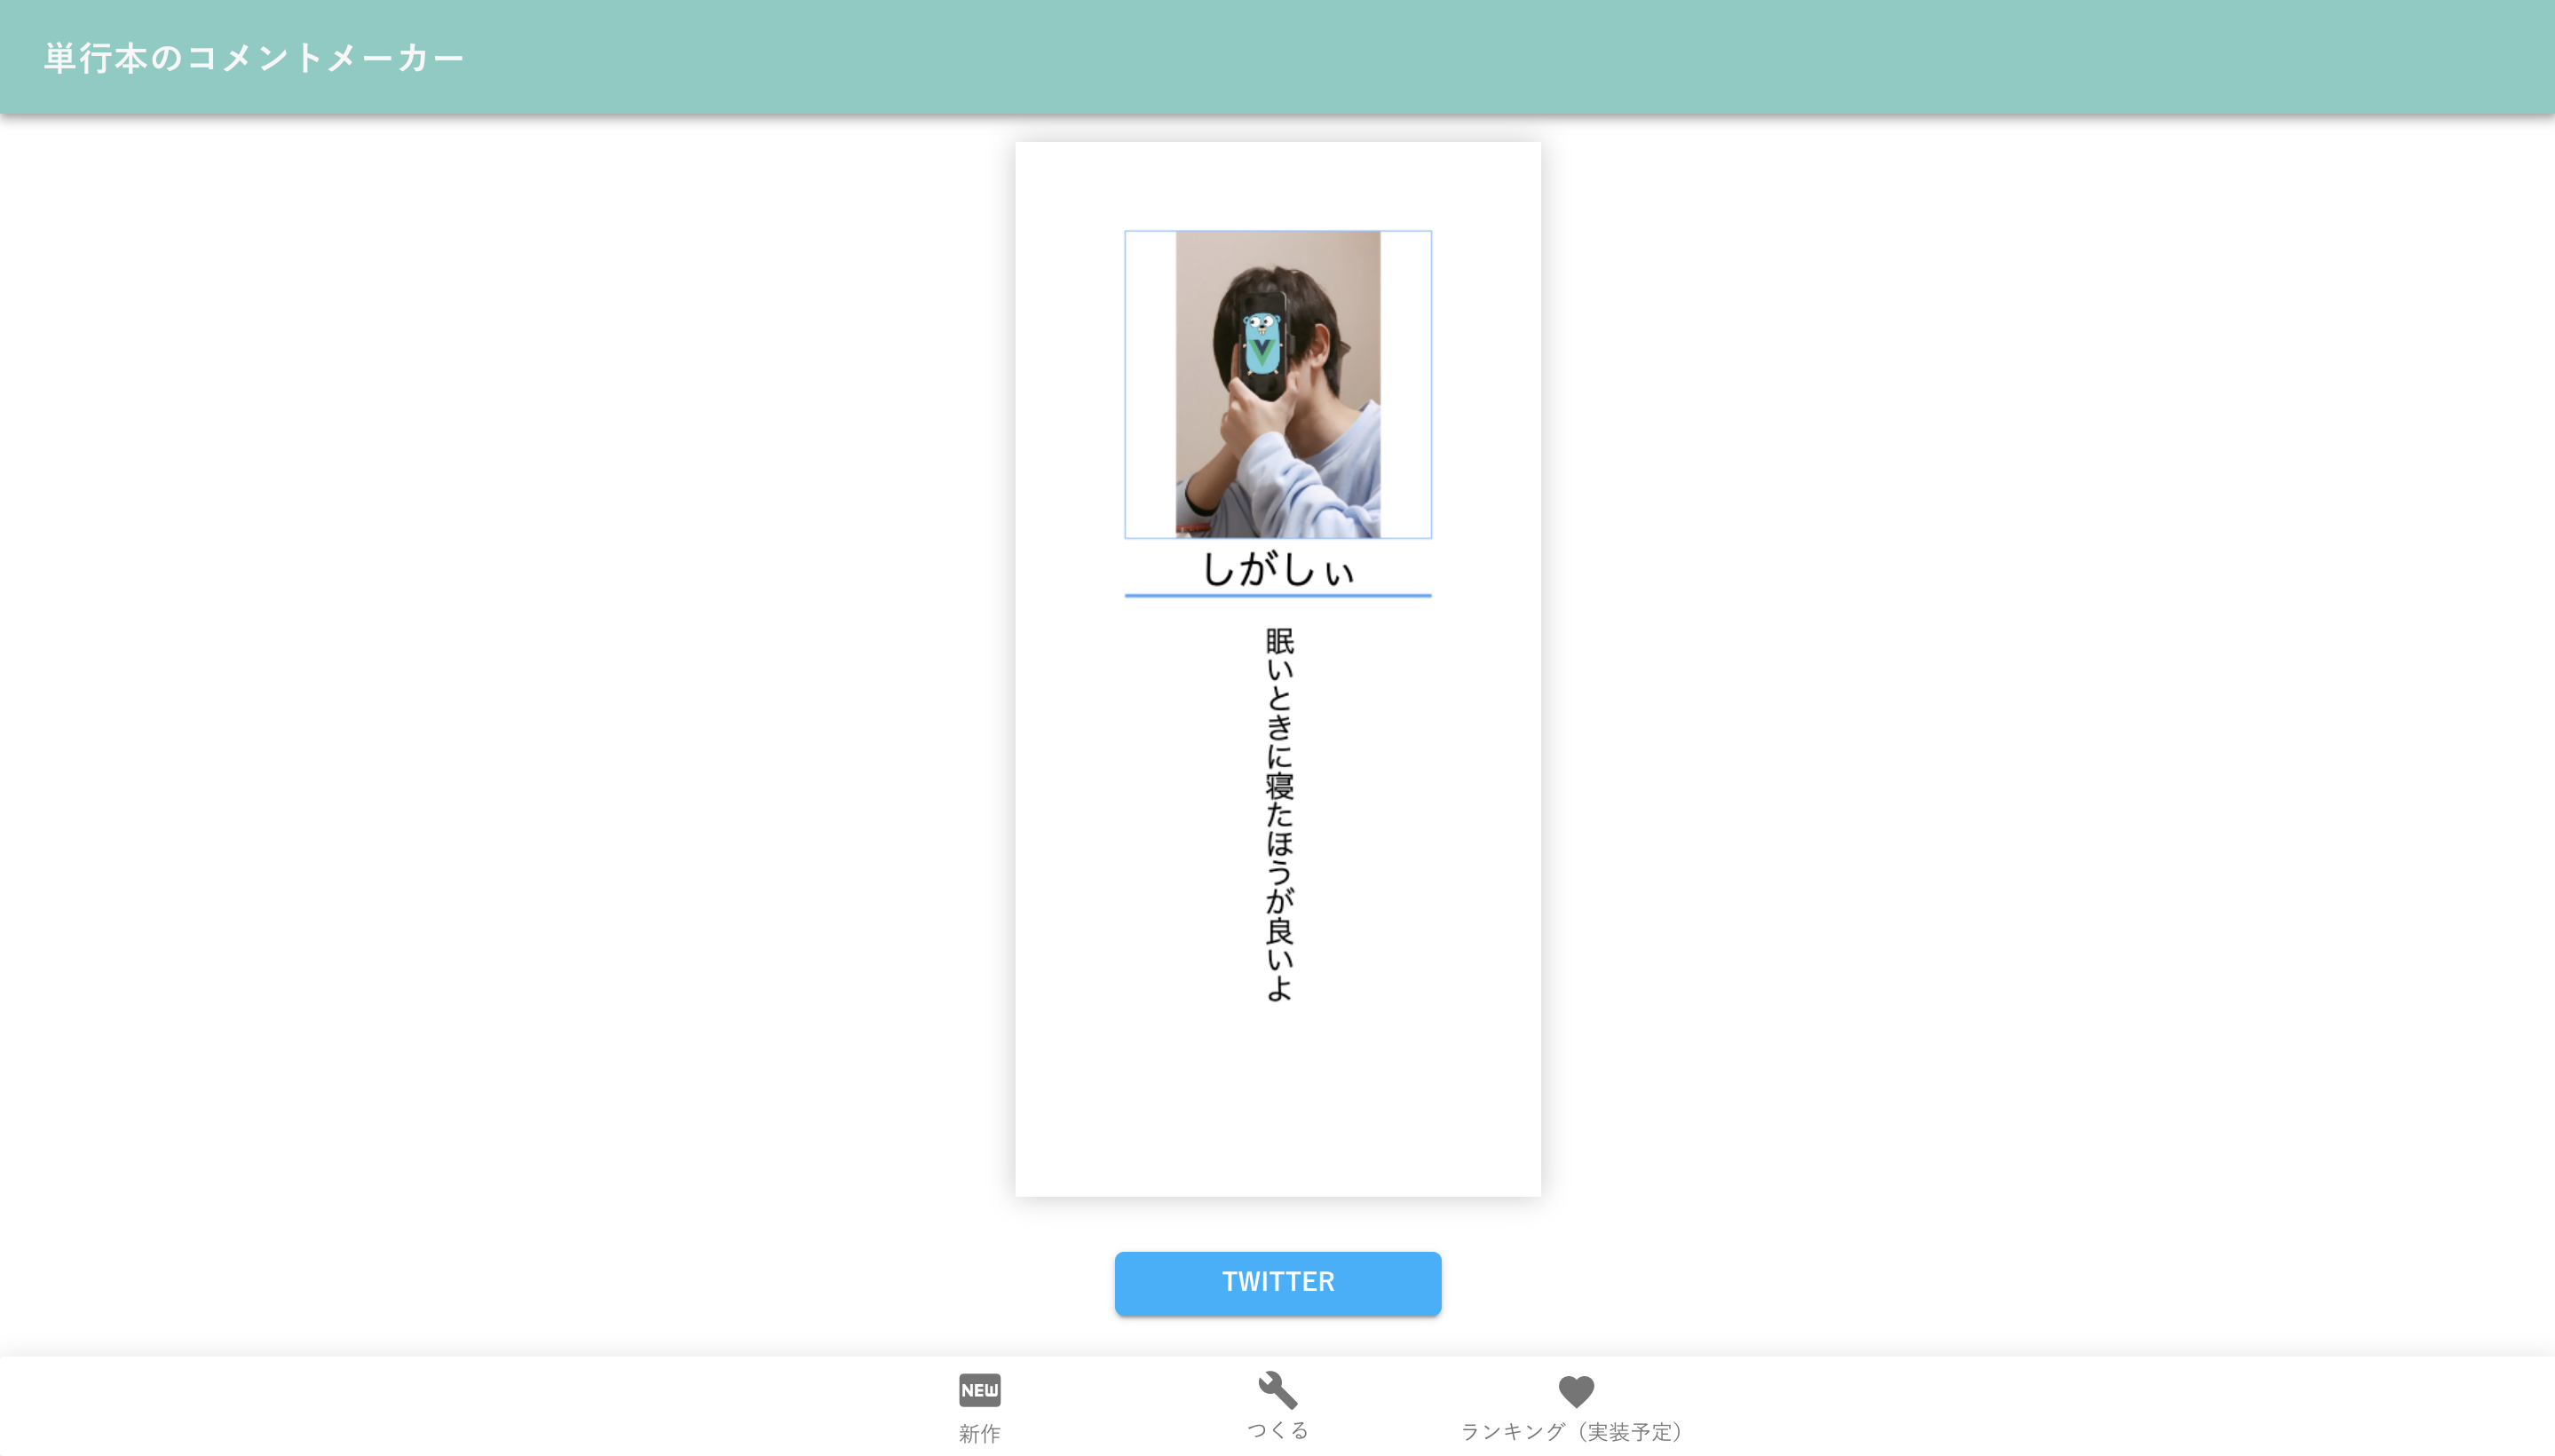 単行本のコメントメーカー
しがしぃ
眠いときに寝たほうが良いよ
TWITTER
NEW
新作
つくる
ランキング（実装予定）